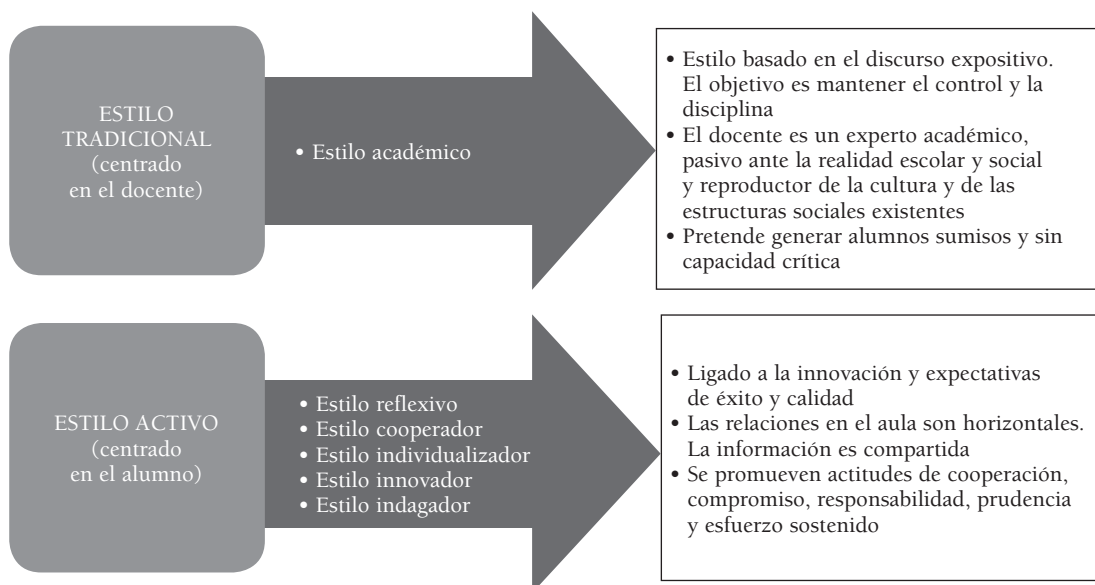 ESTILO
TRADICIONAL
(centrado
en el docente)
• Estilo académico
• Estilo basado en el discurso expositivo.
El objetivo es mantener el control y la
disciplina
• El docente es un experto académico,
pasivo ante la realidad escolar y social
y reproductor de la cultura y de las
estructuras sociales existentes
• Pretende generar alumnos sumisos y sin
capacidad crítica
ESTILO ACTIVO
(centrado
en el alumno)
• Estilo reflexivo
• Estilo cooperador
• Estilo individualizador
• Estilo innovador
• Estilo indagador
• Ligado a la innovación y expectativas
de éxito y calidad
• Las relaciones en el aula son horizontales.
La información es compartida
• Se promueven actitudes de cooperación,
compromiso, responsabilidad, prudencia
y esfuerzo sostenido